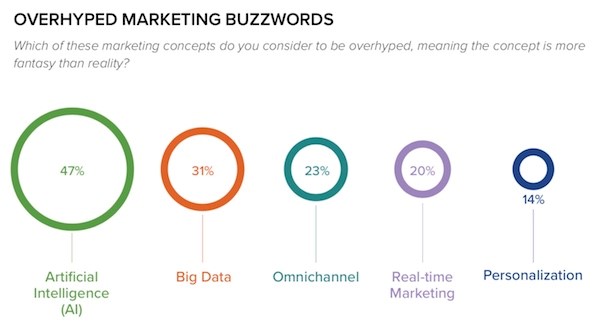 OVERHYPED MARKETING BUZZWORDS
Which of these marketing concepts do you consider to be overhyped, meaning the concept is more
fantasy than reality?
47%
31%
23%
20%
14%
Artificial
Intelligence
(AI)
Big Data
Omnichannel
Real-time
Marketing
Personalization